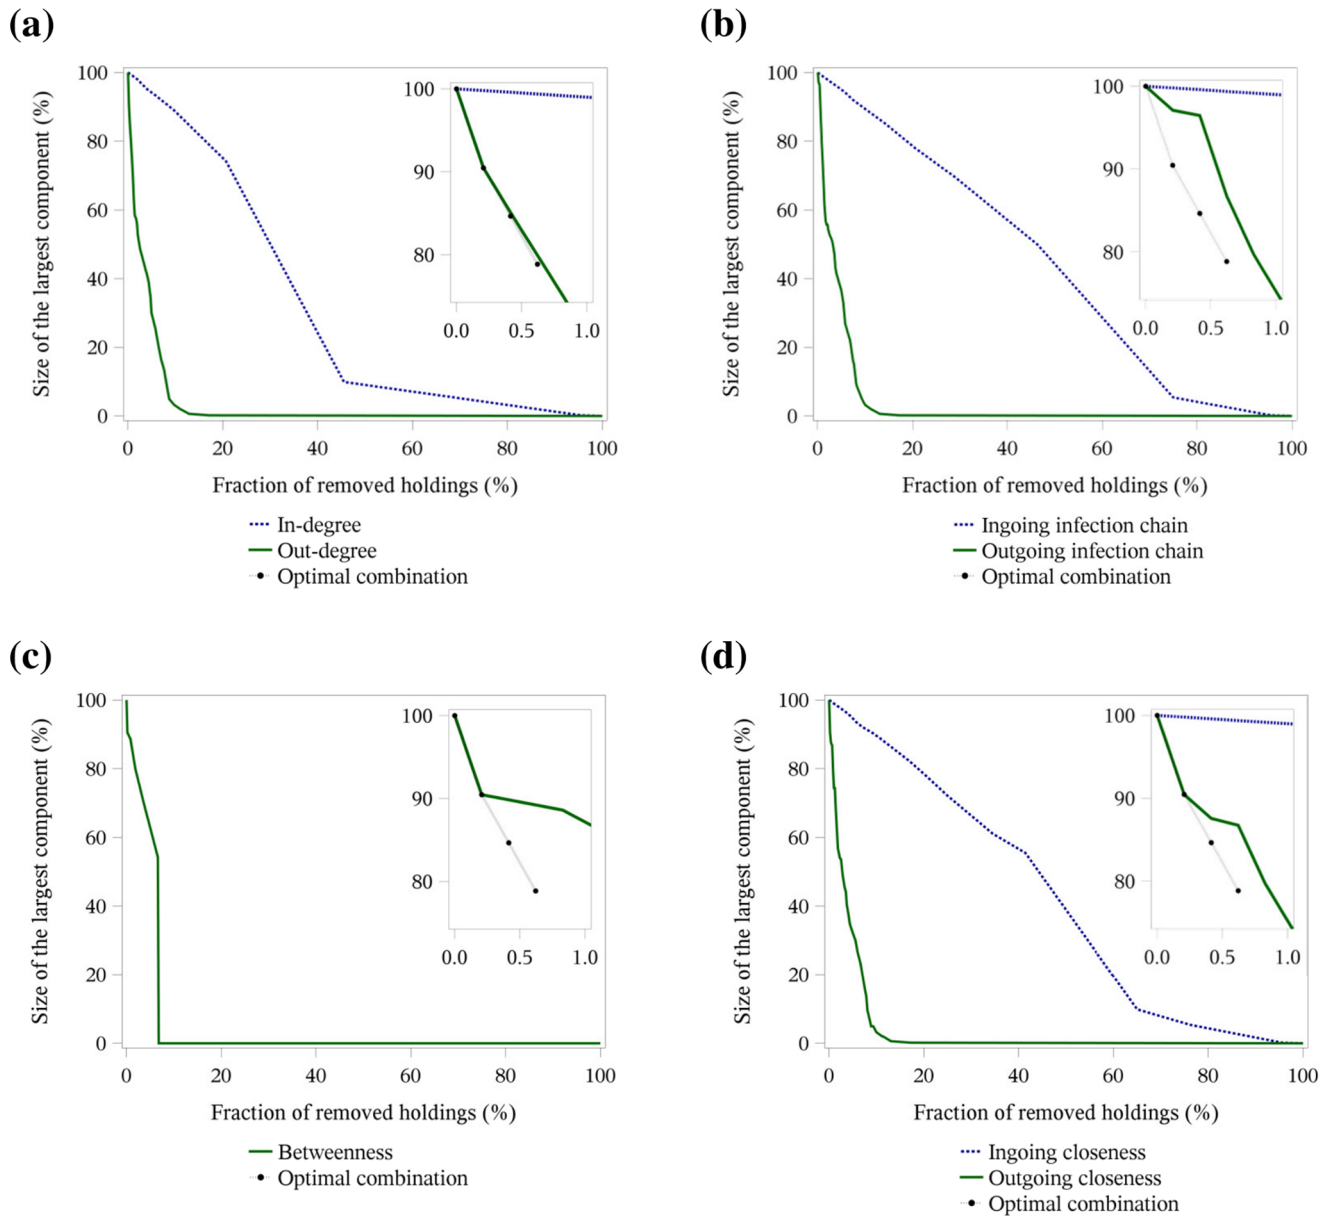 (a)
Size of the largest component (%)
100
80
60
40
20
0
0 20 40 60 80 100
100
90
80
0.0 0.5 1.0
Fraction of removed holdings (%)
In-degree
Out-degree
Optimal combination
(b)
Size of the largest component (%)
100
80
60
40
20
0
0 20 40 60 80 100
100
90
80
0.0 0.5 1.0
Fraction of removed holdings (%)
Ingoing infection chain
Outgoing infection chain
Optimal combination
(c)
Size of the largest component (%)
100
80
60
40
20
0
0 20 40 60 80 100
100
90
80
0.0 0.5 1.0
Fraction of removed holdings (%)
Betweenness
Optimal combination
(d)
Size of the largest component (%)
100
80
60
40
20
0
0 20 40 60 80 100
100
90
80
0.0 0.5 1.0
Fraction of removed holdings (%)
Ingoing closeness
Outgoing closeness
Optimal combination